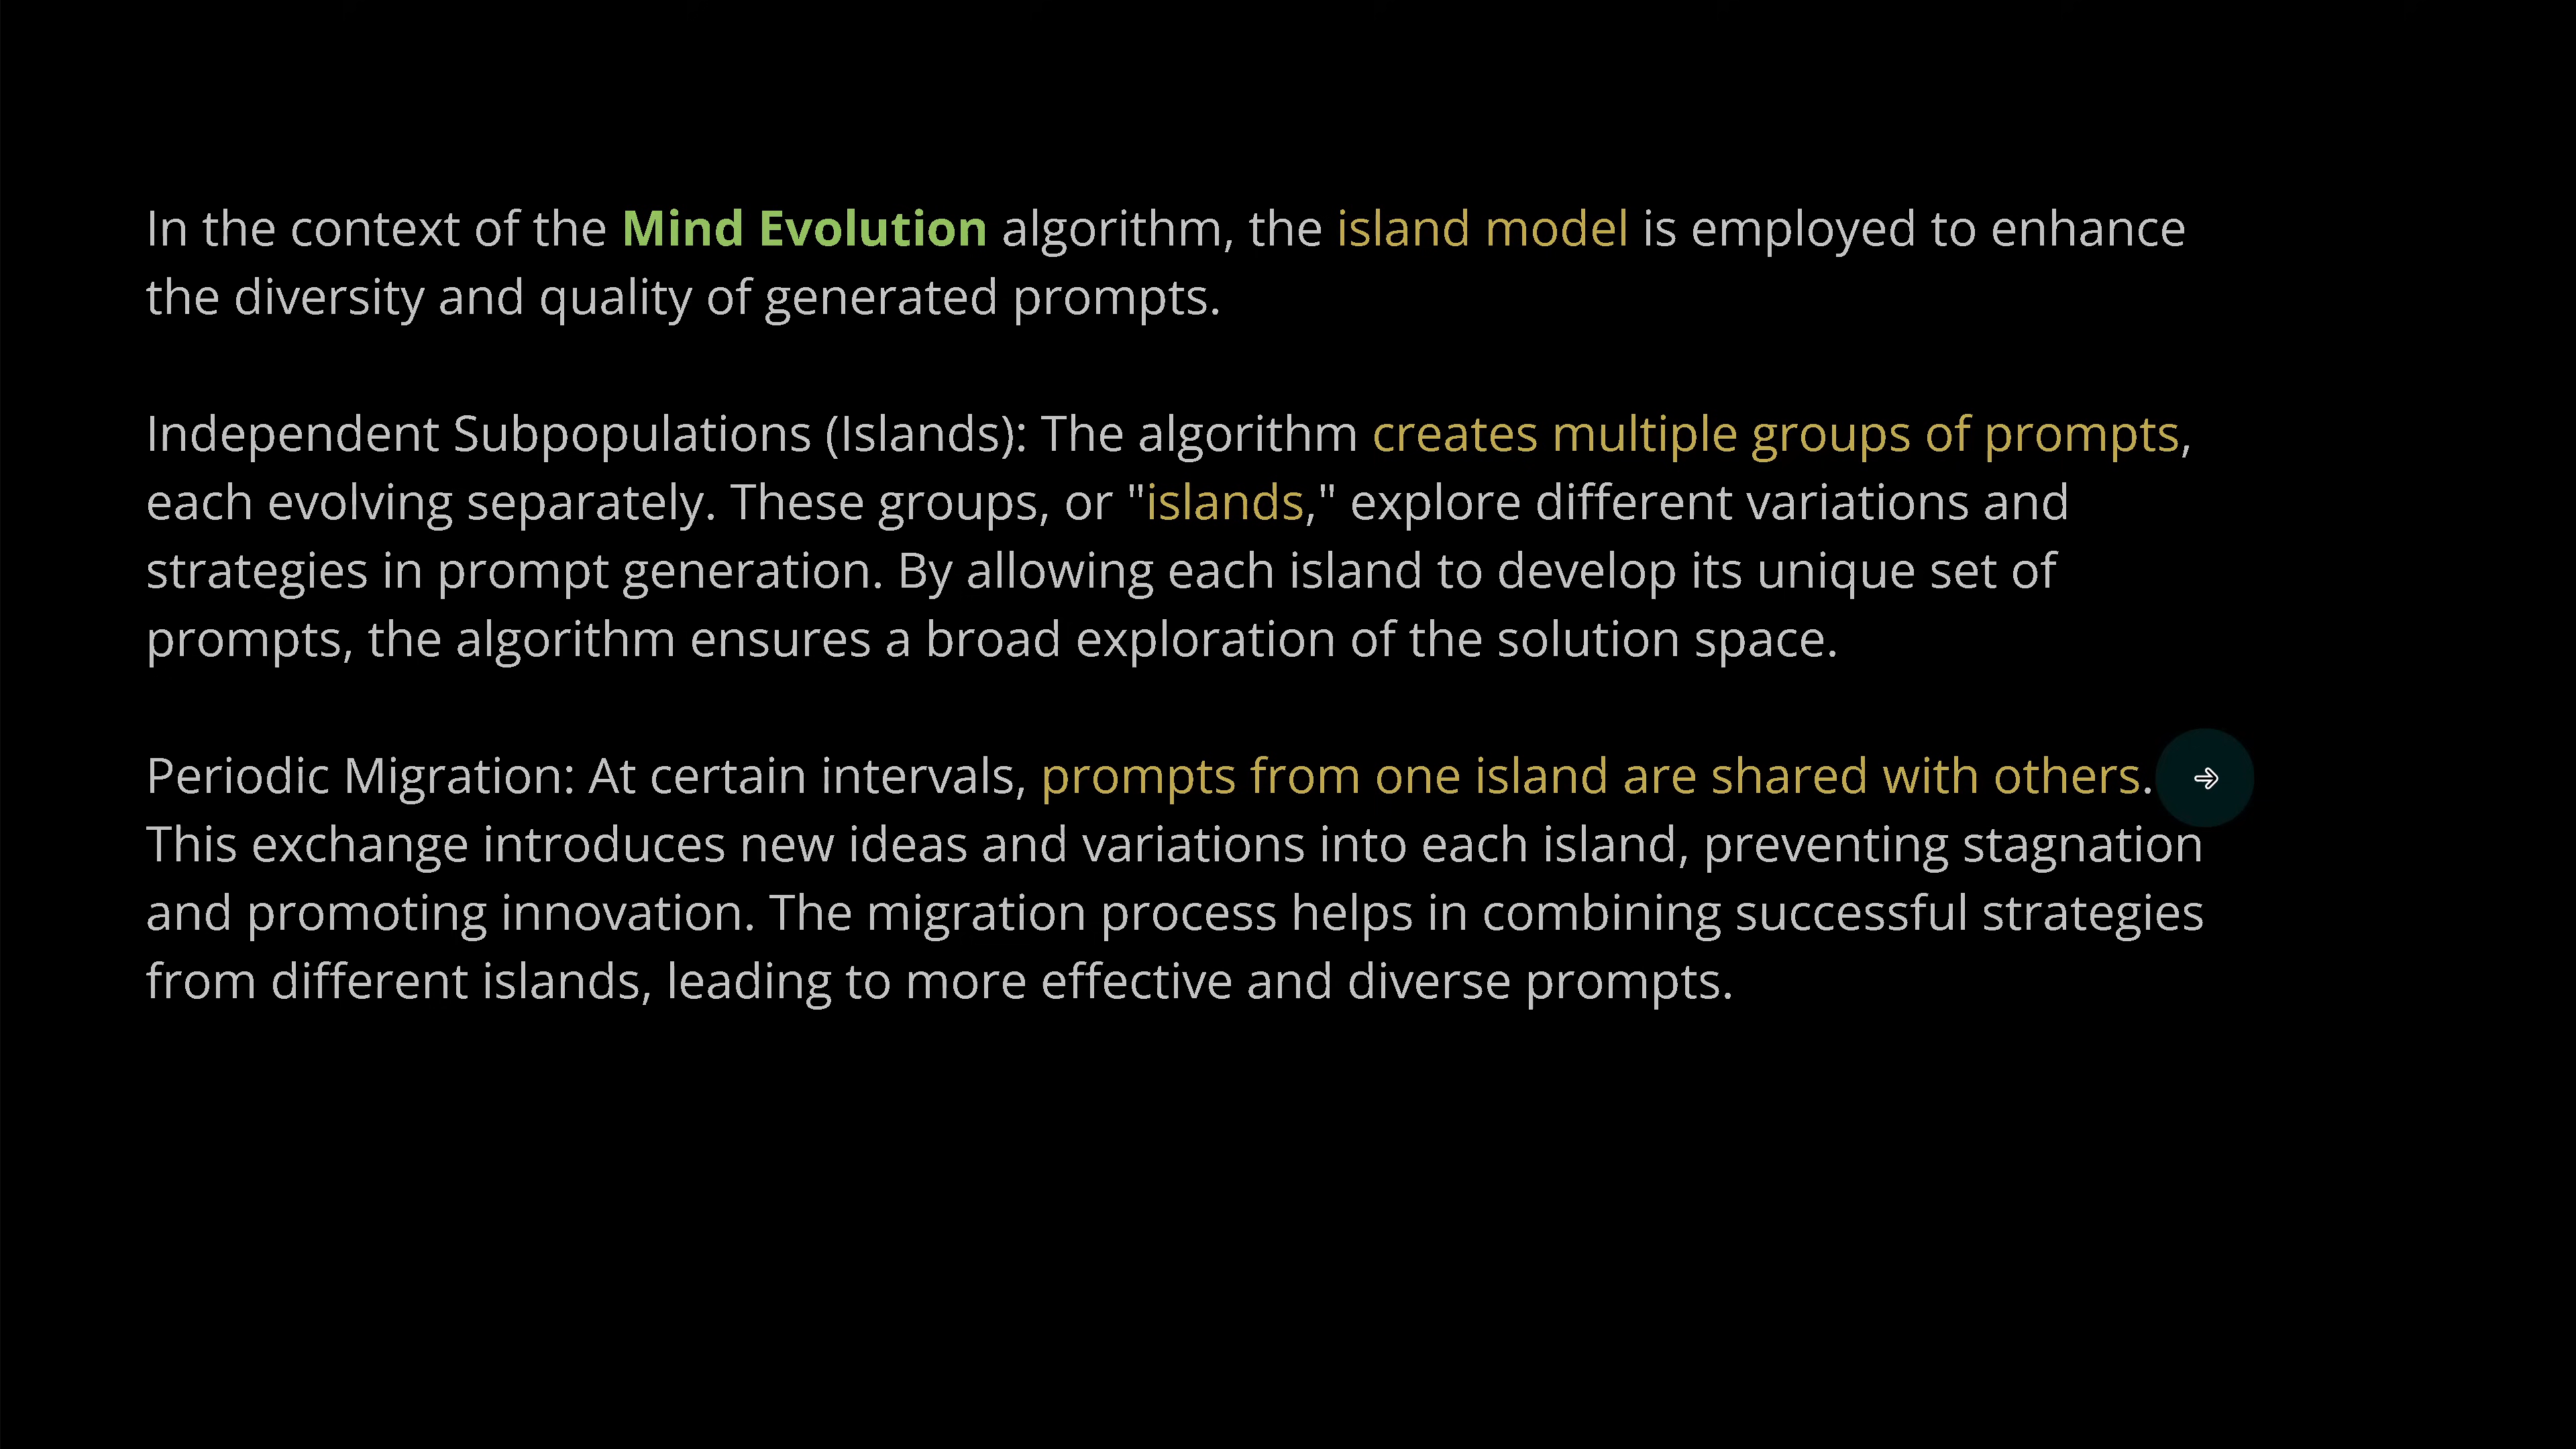 In the context of the Mind Evolution algorithm, the island model is employed to enhance
the diversity and quality of generated prompts.
Independent Subpopulations (Islands): The algorithm creates multiple groups of prompts,
each evolving separately. These groups, or "islands," explore different variations and
strategies in prompt generation. By allowing each island to develop its unique set of
prompts, the algorithm ensures a broad exploration of the solution space.
Periodic Migration: At certain intervals, prompts from one island are shared with others.
This exchange introduces new ideas and variations into each island, preventing stagnation
and promoting innovation. The migration process helps in combining successful strategies
from different islands, leading to more effective and diverse prompts.